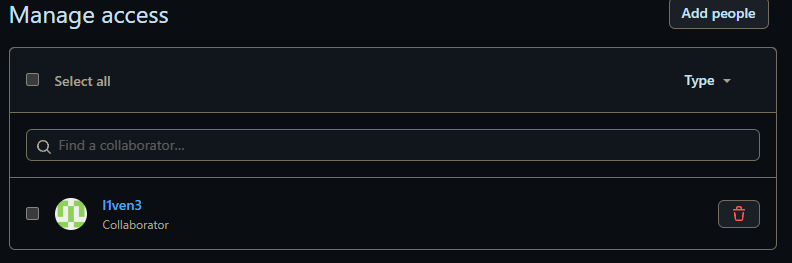 Manage access
Add people
Select all
Type
Find a collaborator...
l1ven3
Collaborator